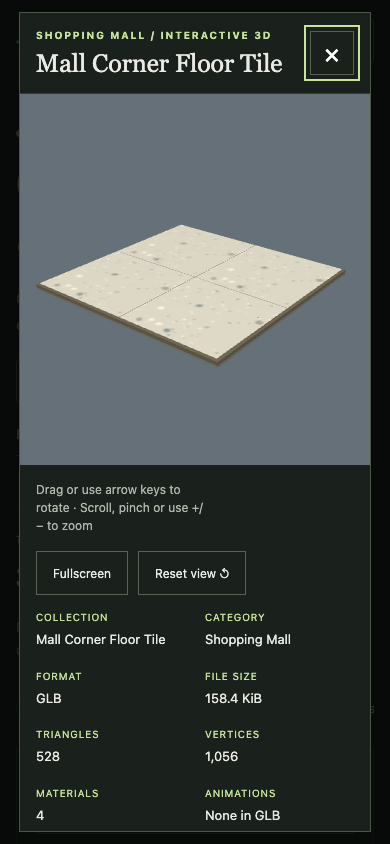 SHOPPING MALL / INTERACTIVE 3D
Mall Corner Floor Tile
×
Drag or use arrow keys to
rotate · Scroll, pinch or use +/
− to zoom
Fullscreen
Reset view ↺
COLLECTION
Mall Corner Floor Tile
CATEGORY
Shopping Mall
FORMAT
GLB
FILE SIZE
158.4 KiB
TRIANGLES
528
VERTICES
1,056
MATERIALS
4
ANIMATIONS
None in GLB